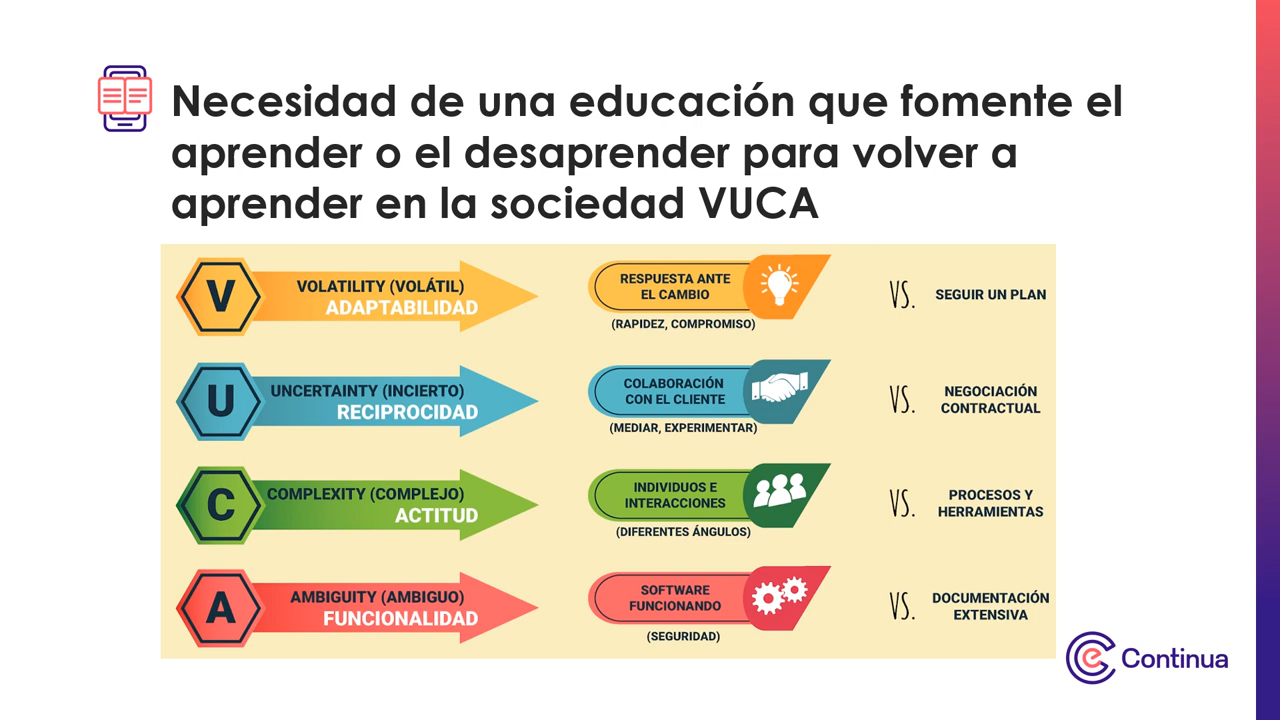 Necesidad de una educación que fomente el
aprender o el desaprender para volver a
aprender en la sociedad VUCA
V
VOLATILITY (VOLÁTIL)
ADAPTABILIDAD
RESPUESTA ANTE
EL CAMBIO
(RAPIDEZ, COMPROMISO)
VS.
SEGUIR UN PLAN
U
UNCERTAINTY (INCIERTO)
RECIPROCIDAD
COLABORACIÓN
CON EL CLIENTE
(MEDIAR, EXPERIMENTAR)
VS.
NEGOCIACIÓN
CONTRACTUAL
C
COMPLEXITY (COMPLEJO)
ACTITUD
INDIVIDUOS E
INTERACCIONES
(DIFERENTES ÁNGULOS)
VS.
PROCESOS Y
HERRAMIENTAS
A
AMBIGUITY (AMBIGUO)
FUNCIONALIDAD
SOFTWARE
FUNCIONANDO
(SEGURIDAD)
VS.
DOCUMENTACIÓN
EXTENSIVA
e Continua